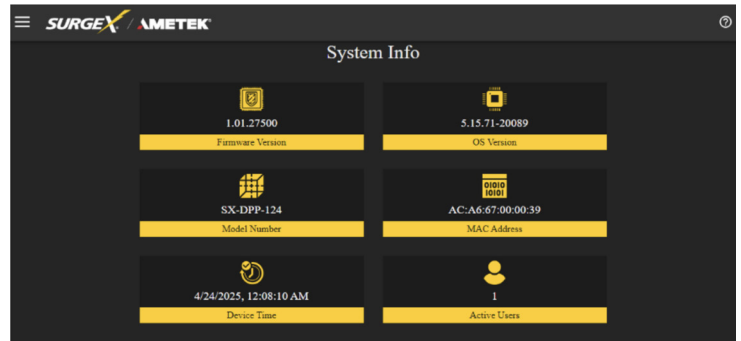 SURGEX / AMETEK
System Info
1.01.27500
Firmware Version
5.15.71-20089
OS Version
SX-DPP-124
Model Number
01010
10101
AC:A6:67:00:00:39
MAC Address
4/24/2025, 12:08:10 AM
Device Time
1
Active Users